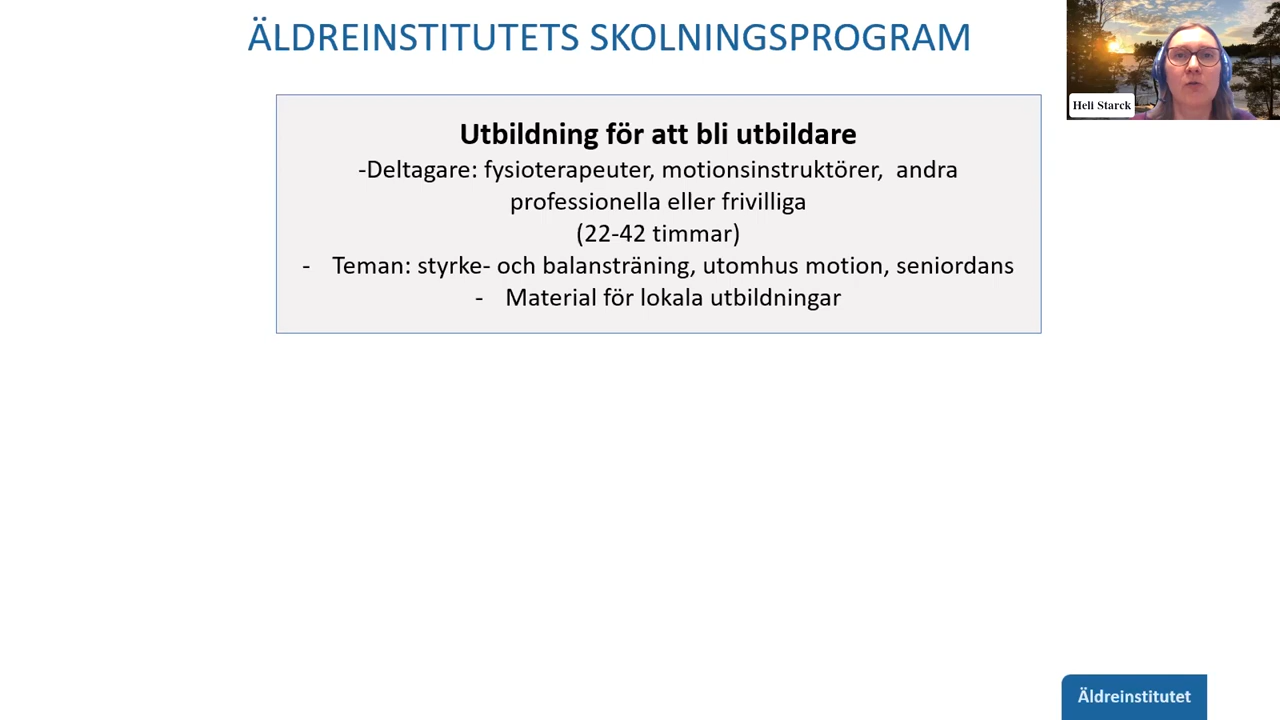 ÄLDREINSTITUTETS SKOLNINGSPROGRAM
Heli Starck
Utbildning för att bli utbildare
-Deltagare: fysioterapeuter, motionsinstruktörer, andra
professionella eller frivilliga
(22-42 timmar)
- Teman: styrke- och balansträning, utomhus motion, seniordans
- Material för lokala utbildningar
Äldreinstitutet